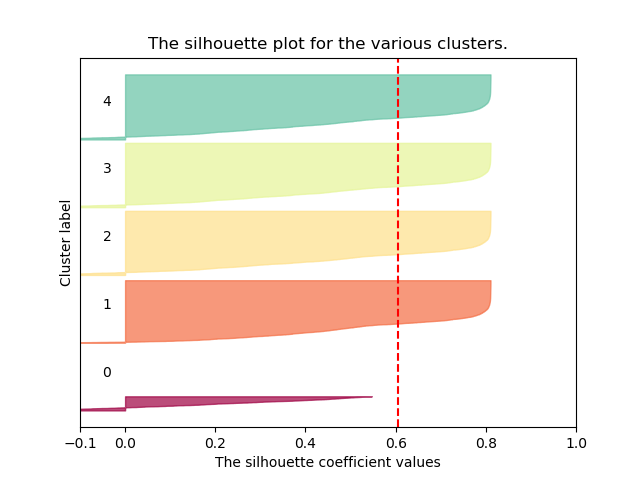 The silhouette plot for the various clusters.
4
3
2
1
0
Cluster label
−0.1 0.0 0.2 0.4 0.6 0.8 1.0
The silhouette coefficient values